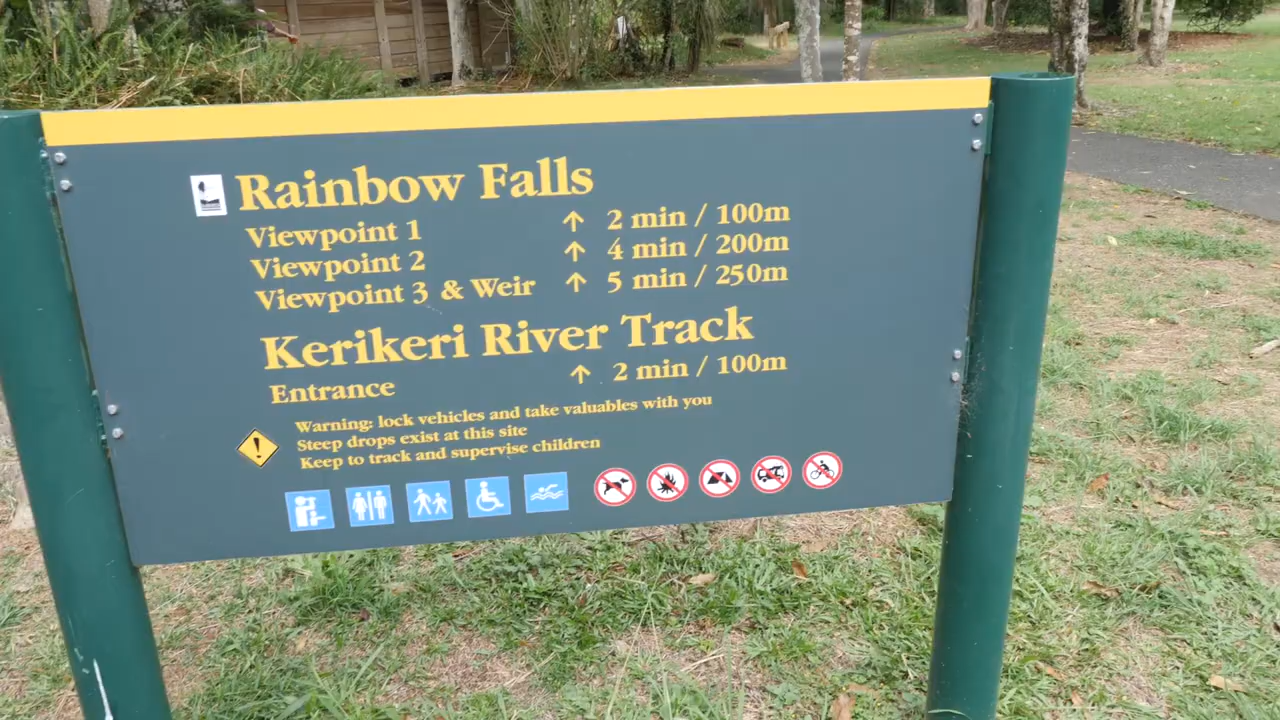 Rainbow Falls
Viewpoint 1 ↑ 2 min / 100m
Viewpoint 2 ↑ 4 min / 200m
Viewpoint 3 & Weir ↑ 5 min / 250m
Kerikeri River Track
Entrance ↑ 2 min / 100m
Warning: lock vehicles and take valuables with you
Steep drops exist at this site
Keep to track and supervise children